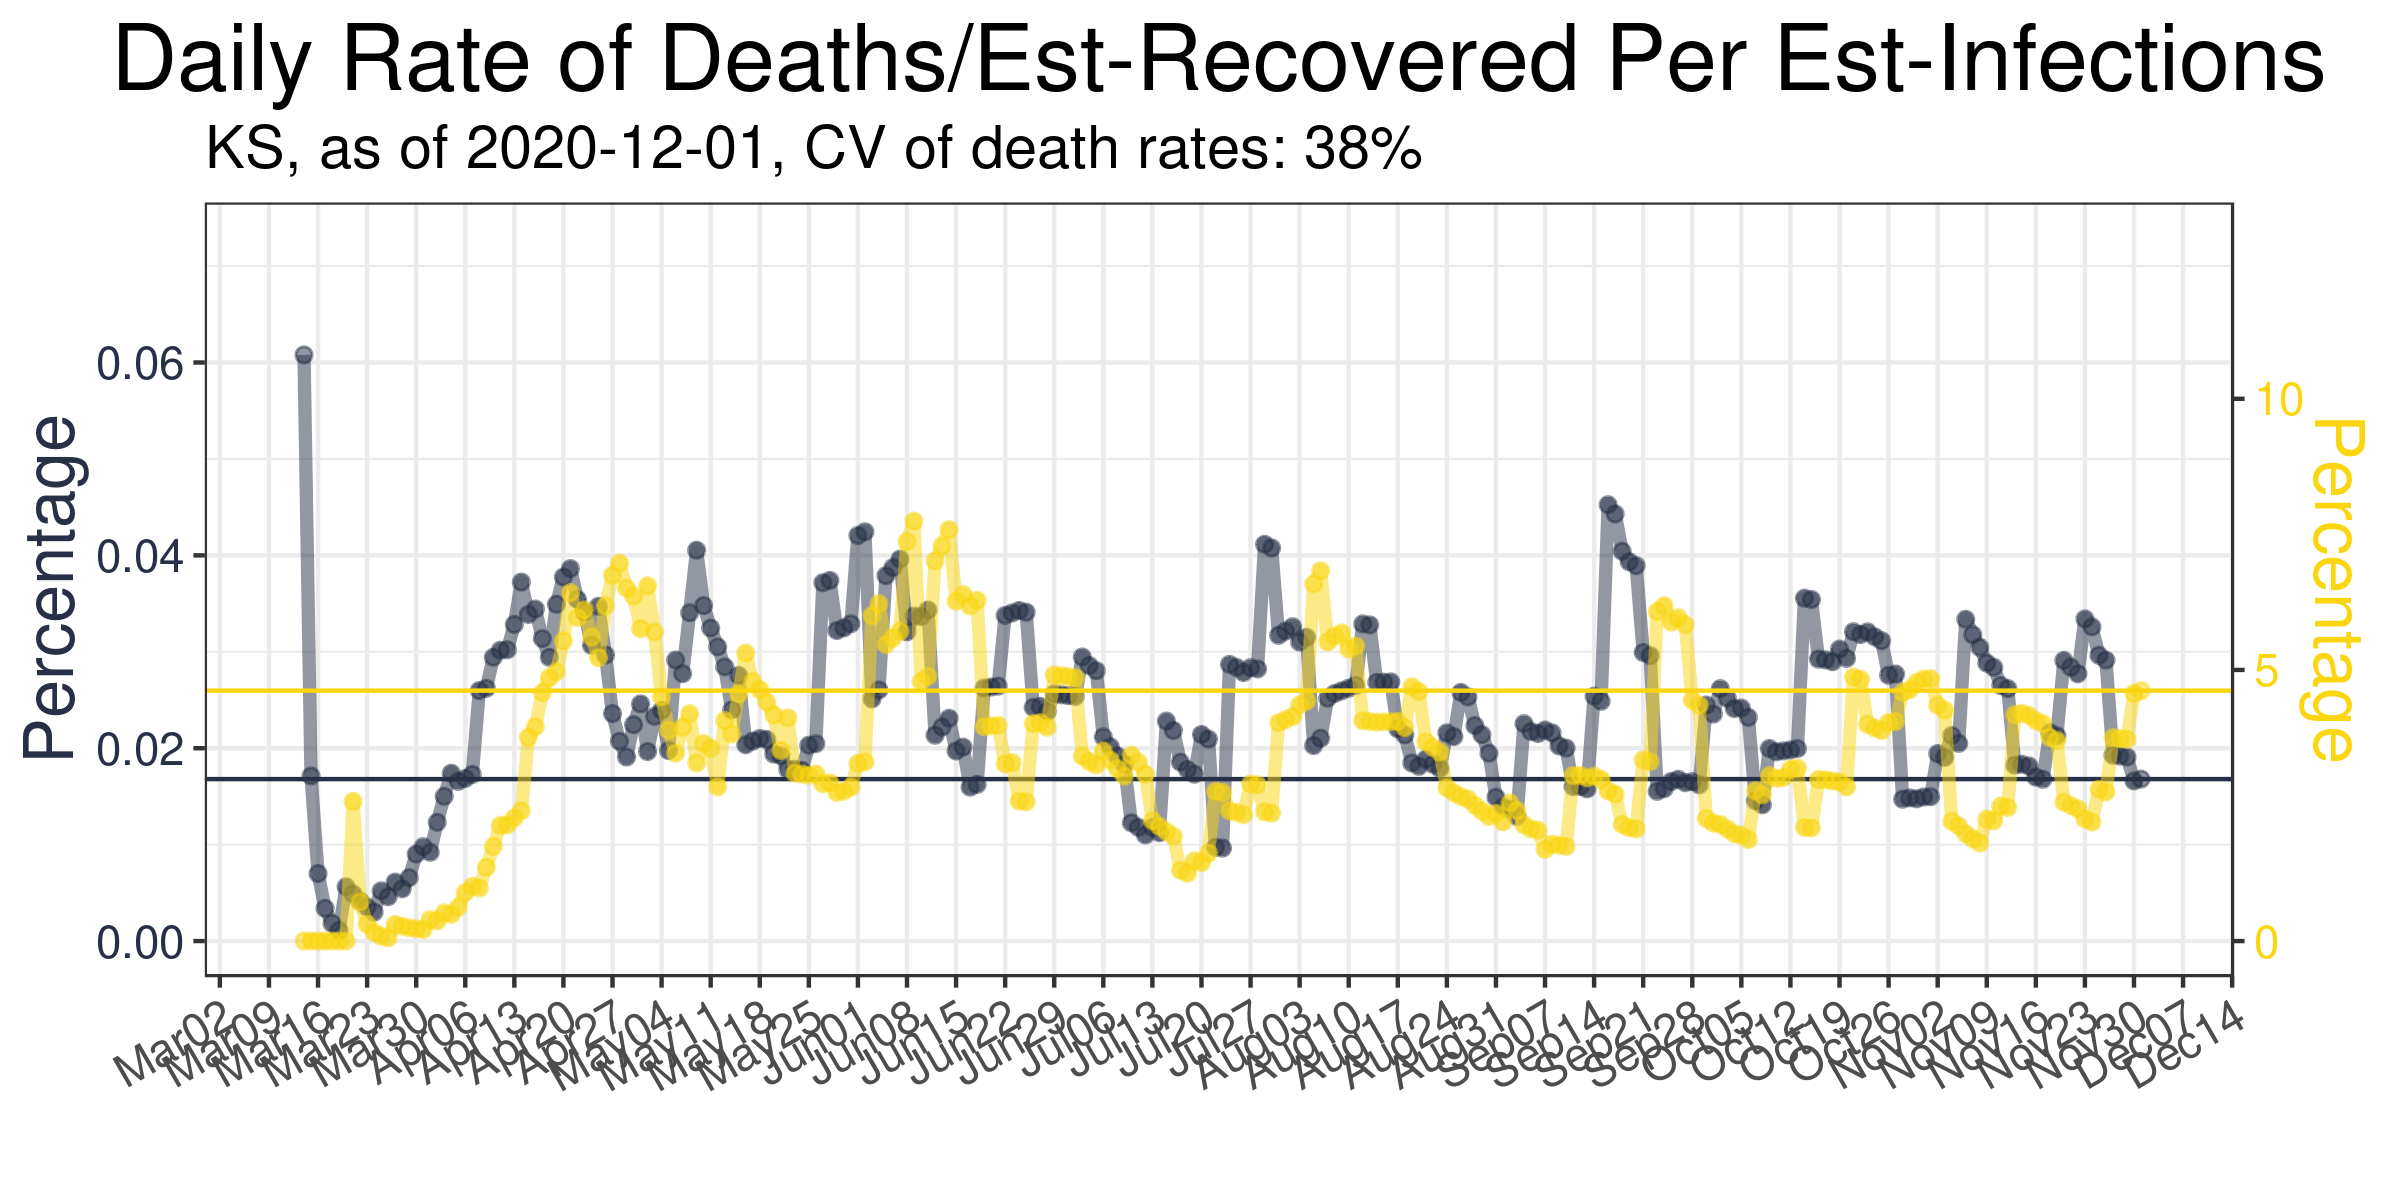 Daily Rate of Deaths/Est-Recovered Per Est-Infections
KS, as of 2020-12-01, CV of death rates: 38%
Percentage
0.06
0.04
0.02
0.00
10
5
0
Percentage
Mar02
Mar09
Mar16
Mar23
Mar30
Apr06
Apr13
Apr20
Apr27
May04
May11
May18
May25
Jun01
Jun08
Jun15
Jun22
Jun29
Jul06
Jul13
Jul20
Jul27
Aug03
Aug10
Aug17
Aug24
Aug31
Sep07
Sep14
Sep21
Sep28
Oct05
Oct12
Oct19
Oct26
Nov02
Nov09
Nov16
Nov23
Nov30
Dec07
Dec14